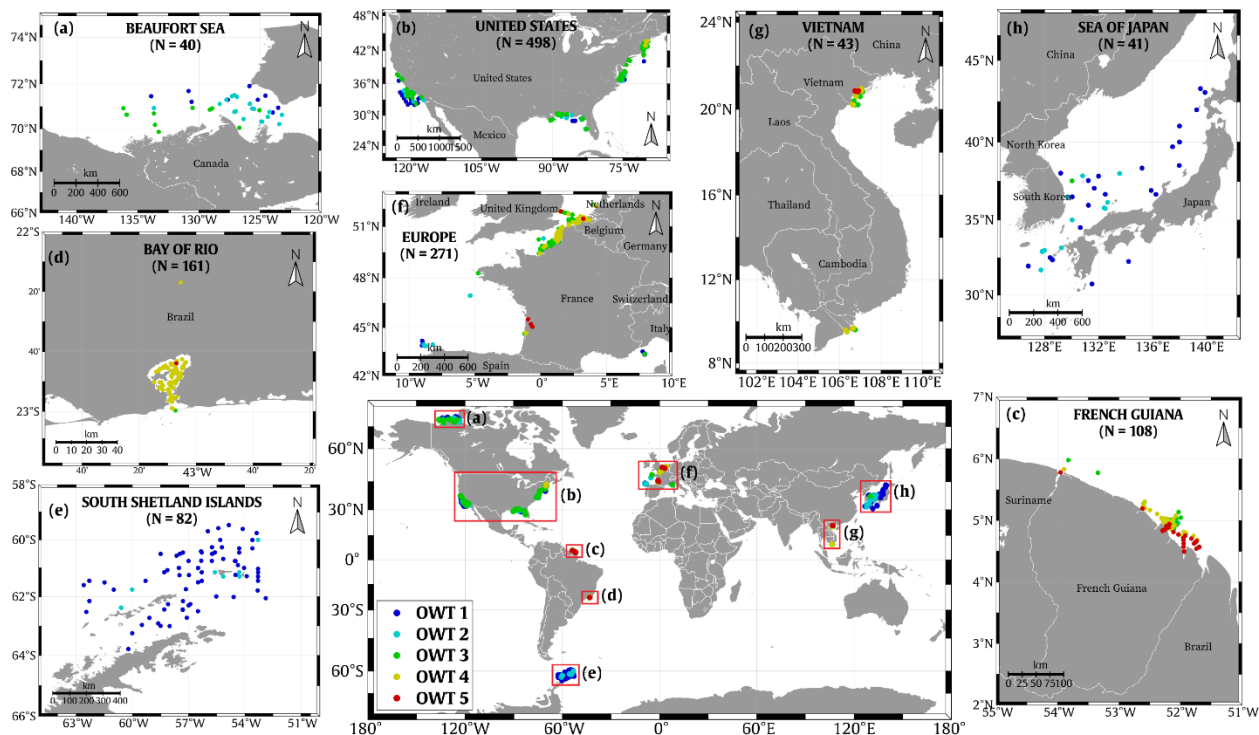 (a)
BEAUFORT SEA
(N = 40)
N
74°N
72°N
70°N
68°N
66°N
Canada
km
0 200 400 600
140°W 135°W 130°W 125°W 120°W
(b)
UNITED STATES
(N = 498)
N
48°N
42°N
36°N
30°N
24°N
United States
Mexico
km
0 500 1000 1500
120°W 105°W 90°W 75°W
(g)
VIETNAM
(N = 43)
N
24°N
20°N
16°N
12°N
8°N
China
Vietnam
Laos
Thailand
Cambodia
km
0 100 200 300
102°E 104°E 106°E 108°E 110°E
(h)
SEA OF JAPAN
(N = 41)
N
45°N
40°N
35°N
30°N
China
North Korea
South Korea
Japan
km
0 200 400 600
128°E 132°E 136°E 140°E
(d)
BAY OF RIO
(N = 161)
N
22°S
20'
40'
23°S
Brazil
km
0 10 20 30 40
40' 20' 43°W 40' 20'
(f)
EUROPE
(N = 271)
N
51°N
48°N
45°N
42°N
Ireland
United Kingdom
Netherlands
Belgium
Germany
France
Switzerland
Italy
Spain
km
0 200 400 600
10°W 5°W 0° 5°E 10°E
(e)
SOUTH SHETLAND ISLANDS
(N = 82)
N
58°S
60°S
62°S
64°S
66°S
km
0 100 200 300 400
63°W 60°W 57°W 54°W 51°W
60°N
30°N
0°
30°S
60°S
(a)
(b)
(c)
(d)
(e)
(f)
(g)
(h)
OWT 1
OWT 2
OWT 3
OWT 4
OWT 5
180° 120°W 60°W 0° 60°E 120°E 180°
(c)
FRENCH GUIANA
(N = 108)
N
7°N
6°N
5°N
4°N
3°N
2°N
Suriname
French Guiana
Brazil
km
0 25 50 75100
55°W 54°W 53°W 52°W 51°W